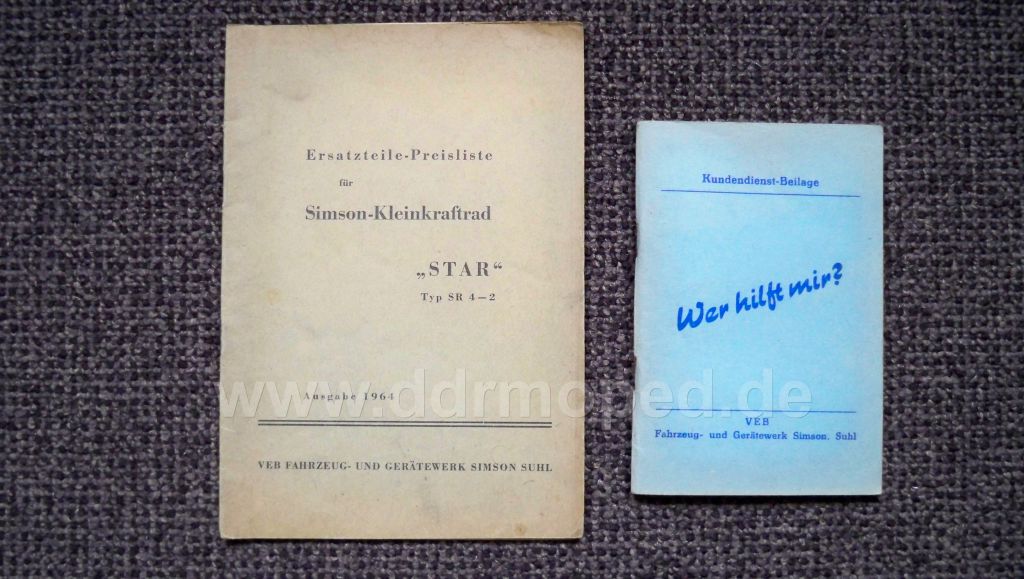 Ersatzteile-Preisliste
für
Simson-Kleinkraftrad
„STAR“
Typ SR 4—2
Ausgabe 1964
VEB FAHRZEUG- UND GERÄTEWERK SIMSON SUHL
Kundendienst-Beilage
Wer hilft mir?
VEB
Fahrzeug- und Gerätewerk Simson, Suhl
www.ddrmoped.de